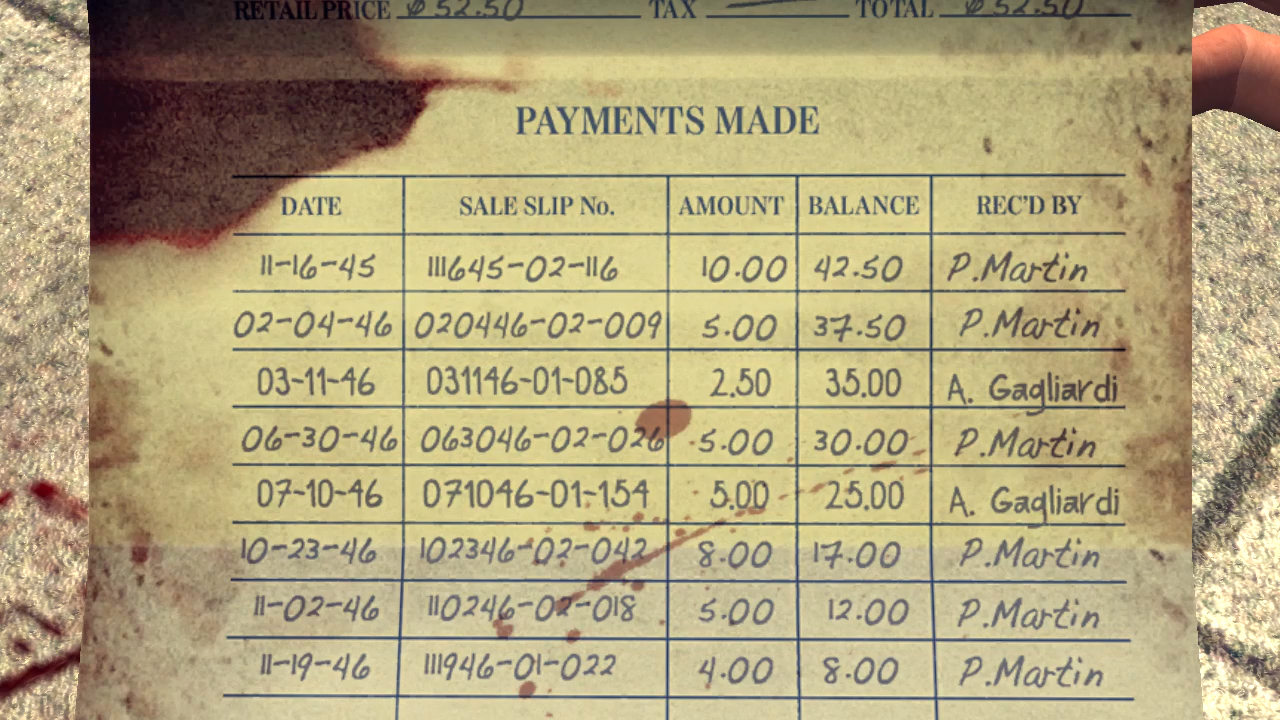 RETAIL PRICE $52.50 TAX — TOTAL $52.50
PAYMENTS MADE
DATE SALE SLIP No. AMOUNT BALANCE REC'D BY
11-16-45 111645-02-116 10.00 42.50 P.Martin
02-04-46 020446-02-009 5.00 37.50 P.Martin
03-11-46 031146-01-085 2.50 35.00 A. Gagliardi
06-30-46 063046-02-026 5.00 30.00 P.Martin
07-10-46 071046-01-154 5.00 25.00 A. Gagliardi
10-23-46 102346-02-042 8.00 17.00 P.Martin
11-02-46 110246-02-018 5.00 12.00 P.Martin
11-19-46 111946-01-022 4.00 8.00 P.Martin